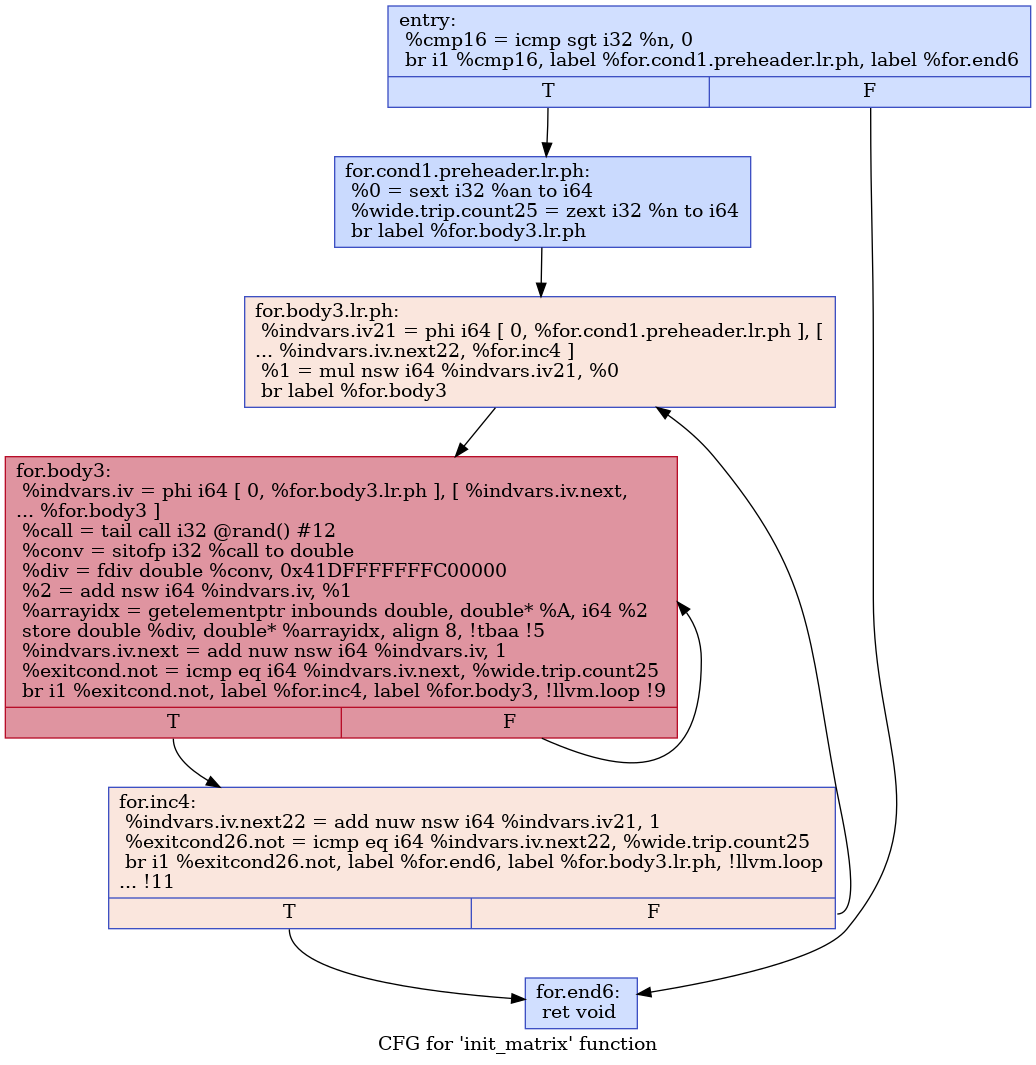 entry:
%cmp16 = icmp sgt i32 %n, 0
br i1 %cmp16, label %for.cond1.preheader.lr.ph, label %for.end6
T
F
for.cond1.preheader.lr.ph:
%0 = sext i32 %an to i64
%wide.trip.count25 = zext i32 %n to i64
br label %for.body3.lr.ph
for.body3.lr.ph:
%indvars.iv21 = phi i64 [ 0, %for.cond1.preheader.lr.ph ], [
... %indvars.iv.next22, %for.inc4 ]
%1 = mul nsw i64 %indvars.iv21, %0
br label %for.body3
for.body3:
%indvars.iv = phi i64 [ 0, %for.body3.lr.ph ], [ %indvars.iv.next,
... %for.body3 ]
%call = tail call i32 @rand() #12
%conv = sitofp i32 %call to double
%div = fdiv double %conv, 0x41DFFFFFFFC00000
%2 = add nsw i64 %indvars.iv, %1
%arrayidx = getelementptr inbounds double, double* %A, i64 %2
store double %div, double* %arrayidx, align 8, !tbaa !5
%indvars.iv.next = add nuw nsw i64 %indvars.iv, 1
%exitcond.not = icmp eq i64 %indvars.iv.next, %wide.trip.count25
br i1 %exitcond.not, label %for.inc4, label %for.body3, !llvm.loop !9
T
F
for.inc4:
%indvars.iv.next22 = add nuw nsw i64 %indvars.iv21, 1
%exitcond26.not = icmp eq i64 %indvars.iv.next22, %wide.trip.count25
br i1 %exitcond26.not, label %for.end6, label %for.body3.lr.ph, !llvm.loop
... !11
T
F
for.end6:
ret void
CFG for 'init_matrix' function